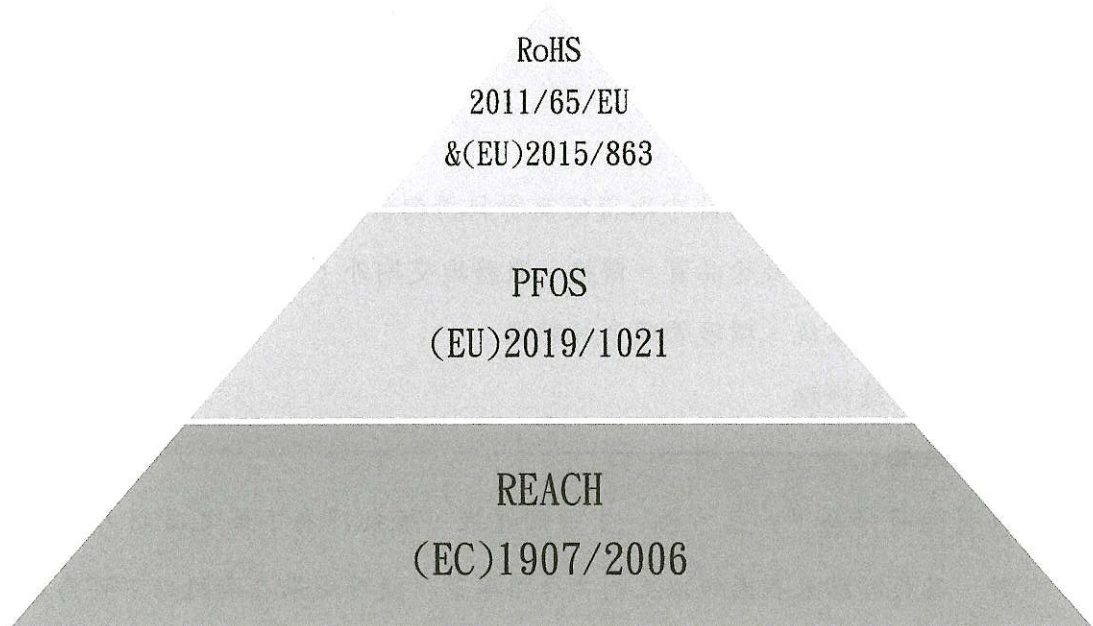 RoHS
2011/65/EU
&(EU)2015/863
PFOS
(EU)2019/1021
REACH
(EC)1907/2006